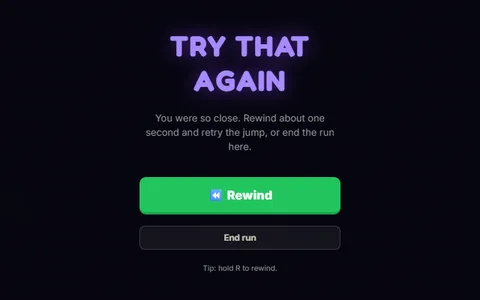 TRY THAT
AGAIN
You were so close. Rewind about one
second and retry the jump, or end the run
here.
⏪ Rewind
End run
Tip: hold R to rewind.